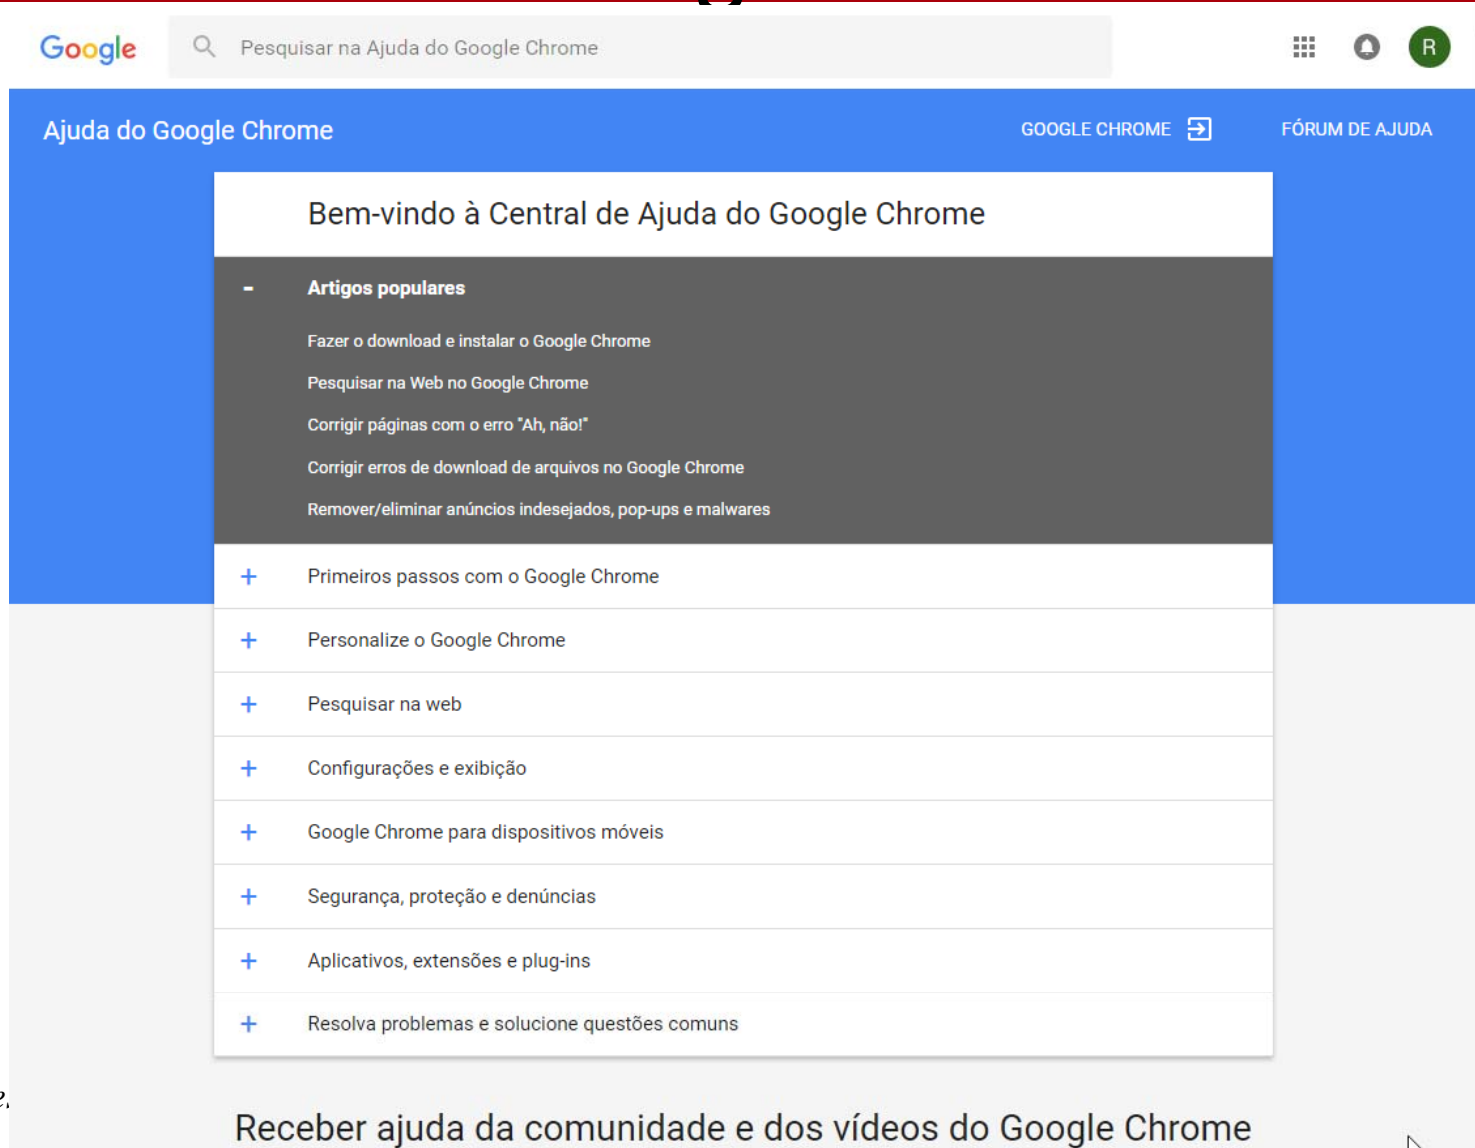 Google
Pesquisar na Ajuda do Google Chrome
R
Ajuda do Google Chrome
GOOGLE CHROME
FÓRUM DE AJUDA
Bem-vindo à Central de Ajuda do Google Chrome
- Artigos populares
Fazer o download e instalar o Google Chrome
Pesquisar na Web no Google Chrome
Corrigir páginas com o erro "Ah, não!"
Corrigir erros de download de arquivos no Google Chrome
Remover/eliminar anúncios indesejados, pop-ups e malwares
+ Primeiros passos com o Google Chrome
+ Personalize o Google Chrome
+ Pesquisar na web
+ Configurações e exibição
+ Google Chrome para dispositivos móveis
+ Segurança, proteção e denúncias
+ Aplicativos, extensões e plug-ins
+ Resolva problemas e solucione questões comuns
Receber ajuda da comunidade e dos vídeos do Google Chrome